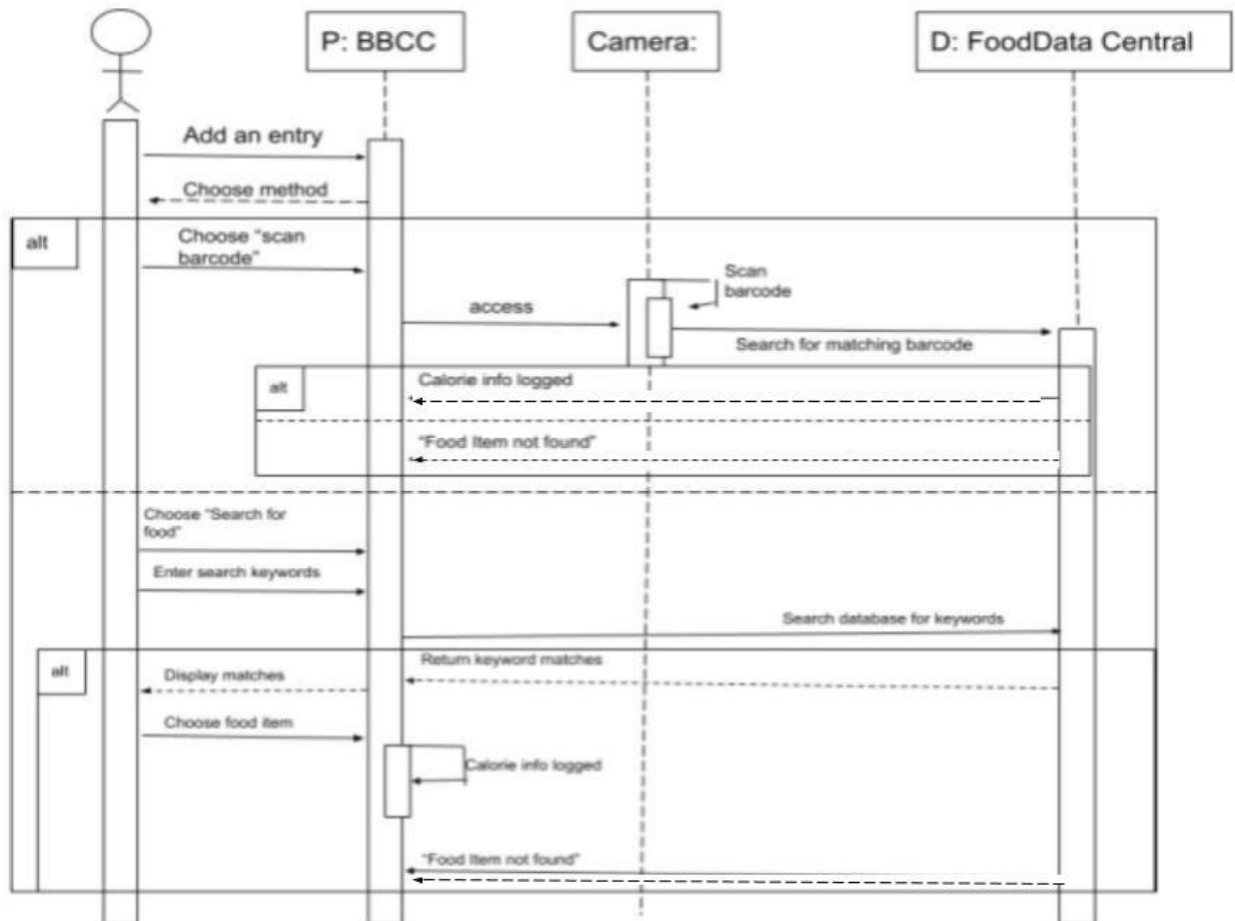 P: BBCC
Camera:
D: FoodData Central
Add an entry
Choose method
alt
Choose “scan
barcode”
Scan
barcode
access
Search for matching barcode
alt
Calorie info logged
“Food Item not found”
Choose “Search for
food”
Enter search keywords
Search database for keywords
alt
Return keyword matches
Display matches
Choose food item
Calorie info logged
“Food Item not found”